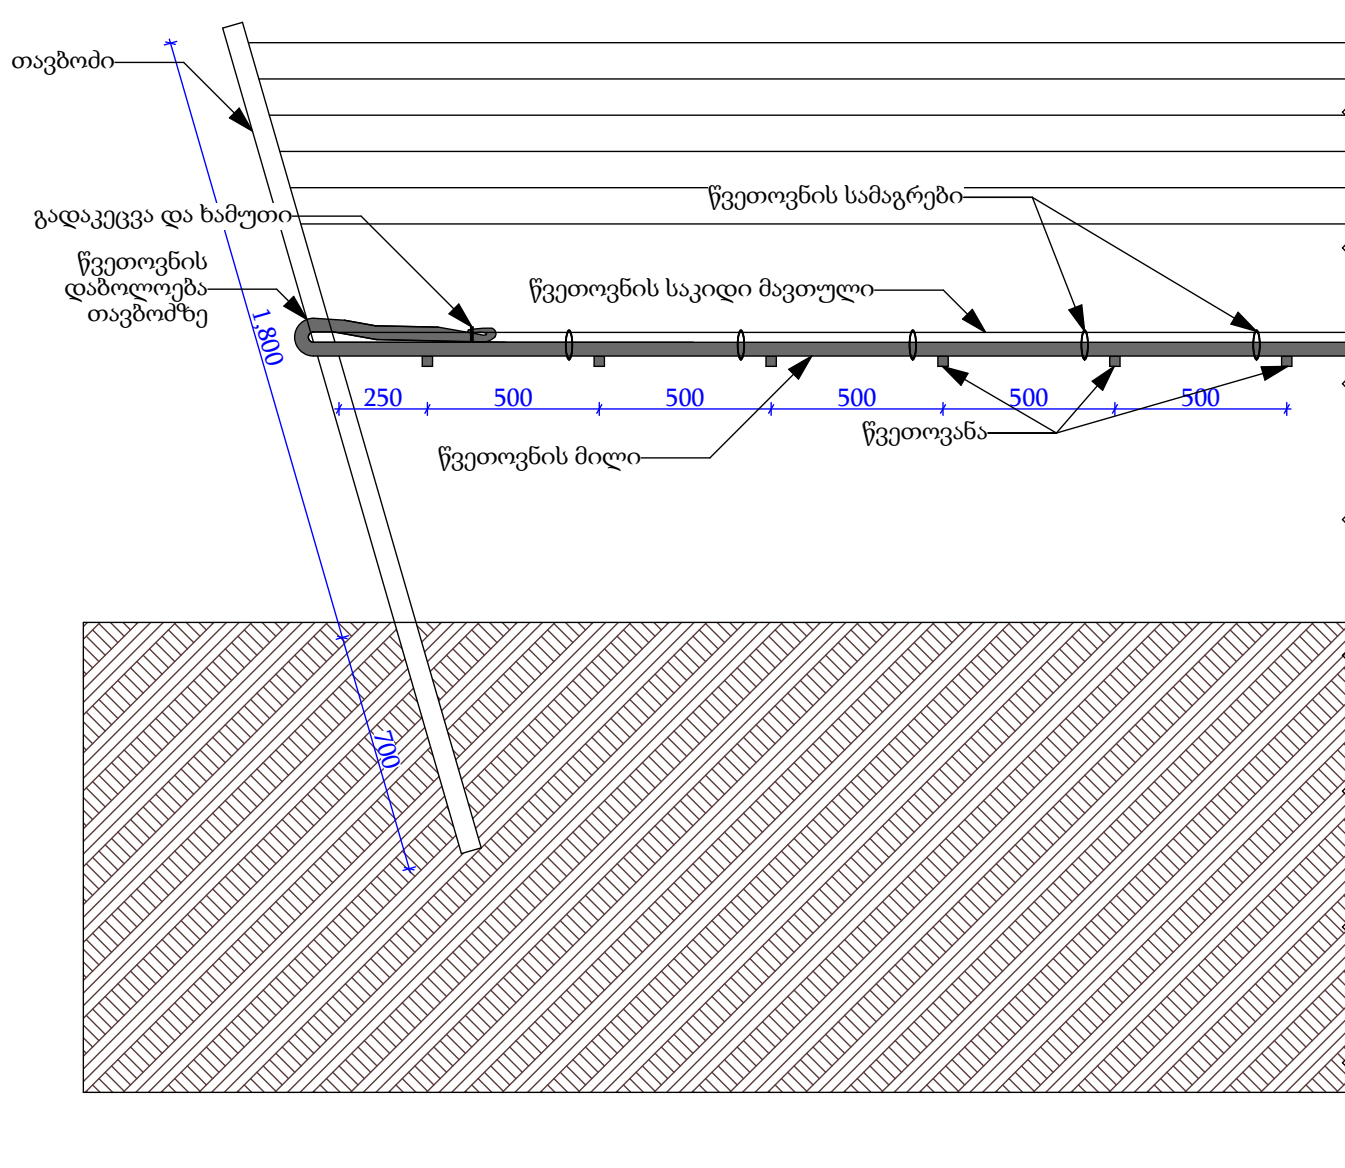 თავბოძი
გადაკეცვა და ხამუთი
წვეთოვნის სამაგრები
წვეთოვნის
დაბოლოება
თავბოძზე
წვეთოვნის საკიდი მავთული
1,800
250
500
500
500
500
500
წვეთოვანა
წვეთოვნის მილი
700